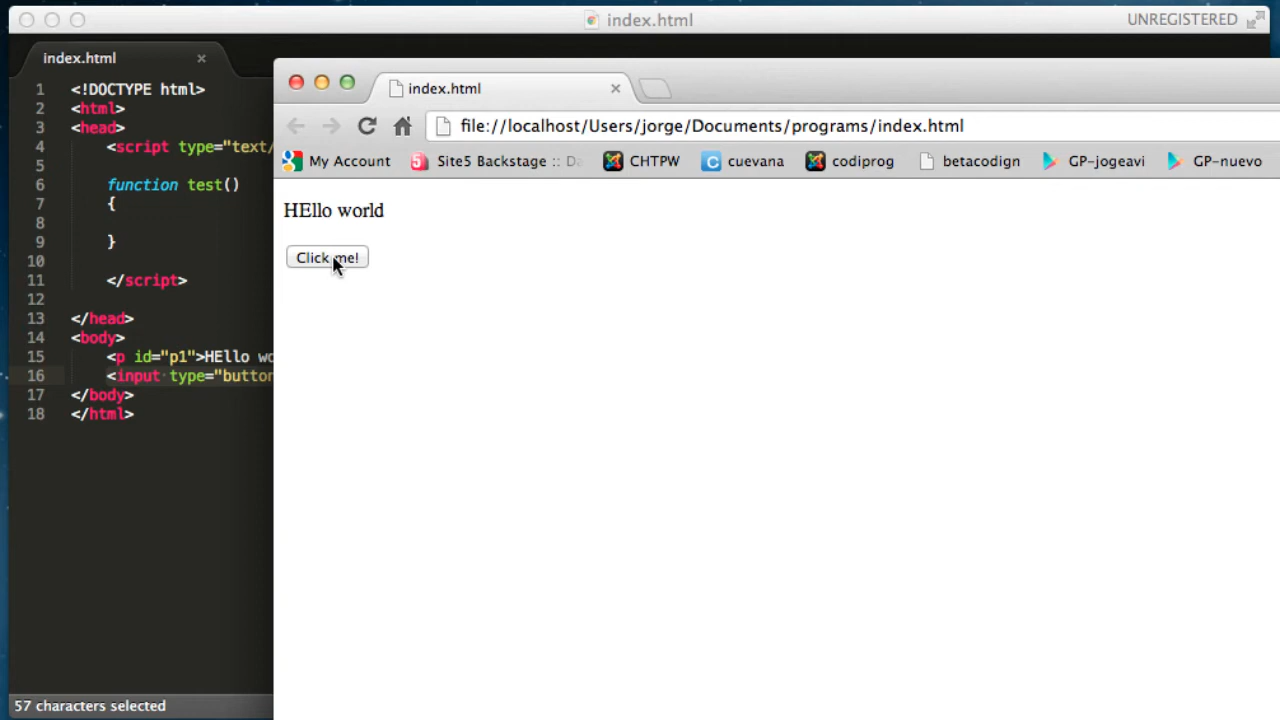 index.html
UNREGISTERED
index.html
1 <!DOCTYPE html>
2 <html>
3 <head>
4 <script type="text/
5
6 function test()
7 {
8
9 }
10
11 </script>
12
13 </head>
14 <body>
15 <p id="p1">HEllo wo
16 <input type="button
17 </body>
18 </html>
57 characters selected
index.html
file://localhost/Users/jorge/Documents/programs/index.html
My Account Site5 Backstage :: Da CHTPW cuevana codiprog betacodign GP-jogeavi GP-nuevo
HEllo world
Click me!